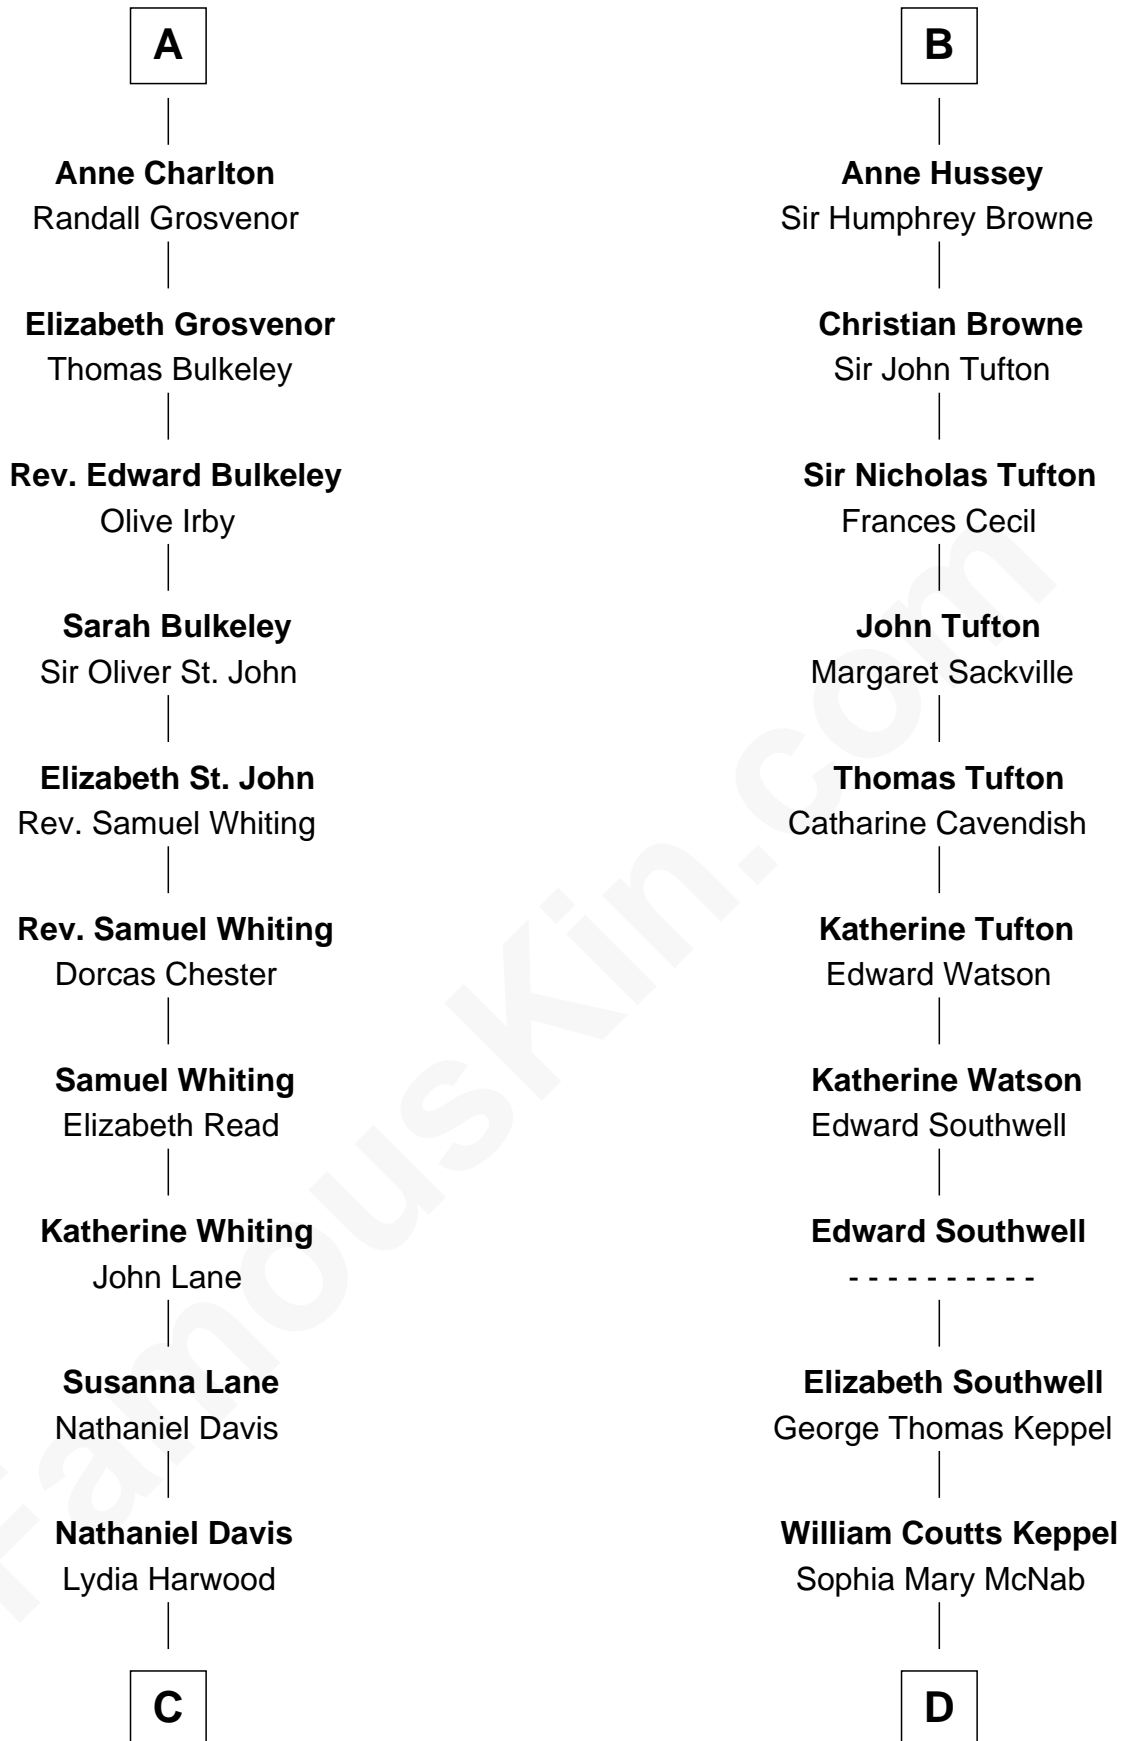 A
Anne Charlton
Randall Grosvenor
Elizabeth Grosvenor
Thomas Bulkeley
Rev. Edward Bulkeley
Olive Irby
Sarah Bulkeley
Sir Oliver St. John
Elizabeth St. John
Rev. Samuel Whiting
Rev. Samuel Whiting
Dorcas Chester
Samuel Whiting
Elizabeth Read
Katherine Whiting
John Lane
Susanna Lane
Nathaniel Davis
Nathaniel Davis
Lydia Harwood
C
B
Anne Hussey
Sir Humphrey Browne
Christian Browne
Sir John Tufton
Sir Nicholas Tufton
Frances Cecil
John Tufton
Margaret Sackville
Thomas Tufton
Catharine Cavendish
Katherine Tufton
Edward Watson
Katherine Watson
Edward Southwell
Edward Southwell
- - - - - - - - - -
Elizabeth Southwell
George Thomas Keppel
William Coutts Keppel
Sophia Mary McNab
D
FamousKin.com